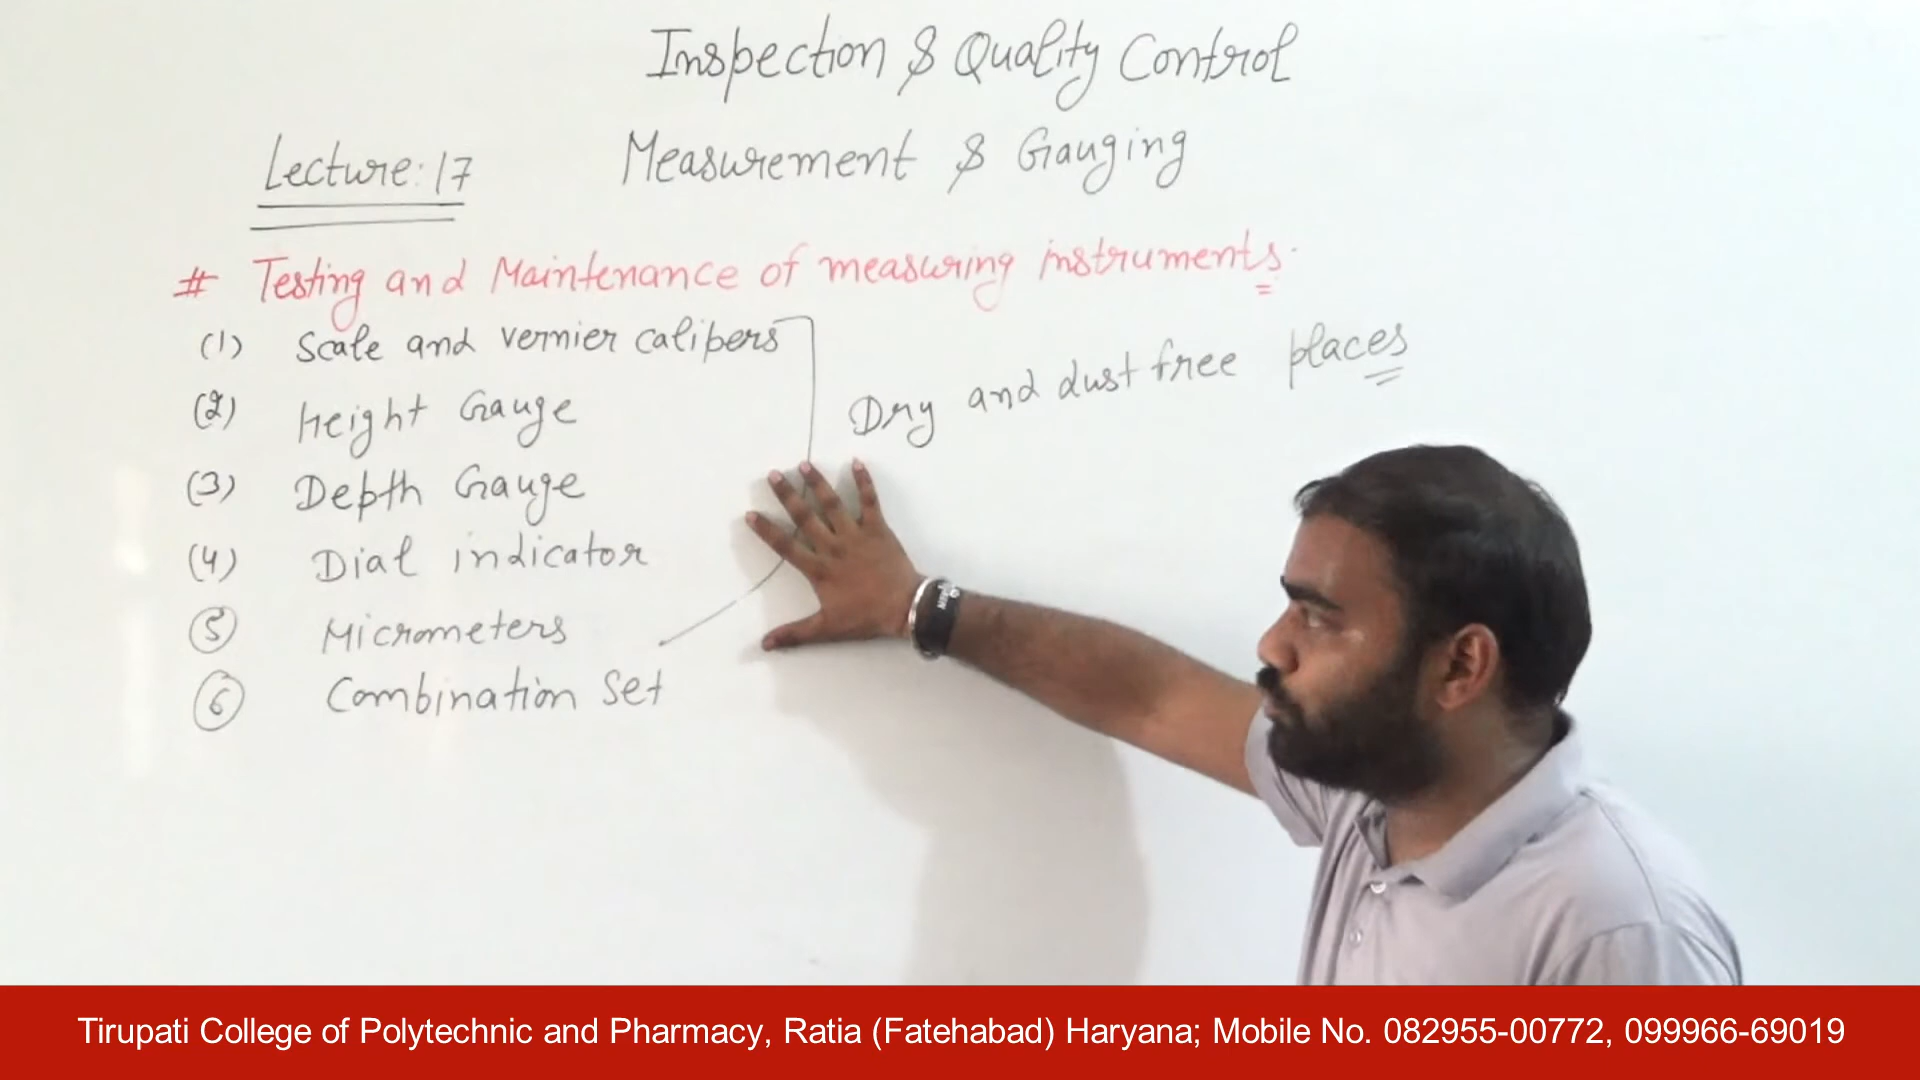 Inspection & Quality Control
Lecture: 17
Measurement & Gauging
# Testing and Maintenance of measuring instruments.
(1) Scale and vernier calipers
(2) Height Gauge
(3) Depth Gauge
(4) Dial indicator
(5) Micrometers
(6) Combination Set
Dry and dust free places
Tirupati College of Polytechnic and Pharmacy, Ratia (Fatehabad) Haryana; Mobile No. 082955-00772, 099966-69019